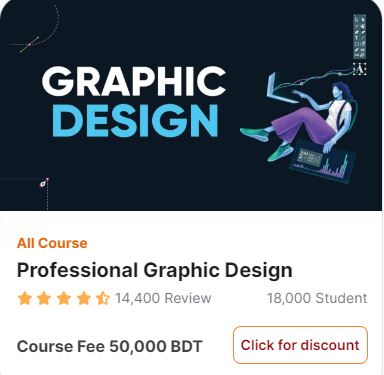 GRAPHIC
DESIGN
All Course
Professional Graphic Design
14,400 Review 18,000 Student
Course Fee 50,000 BDT Click for discount